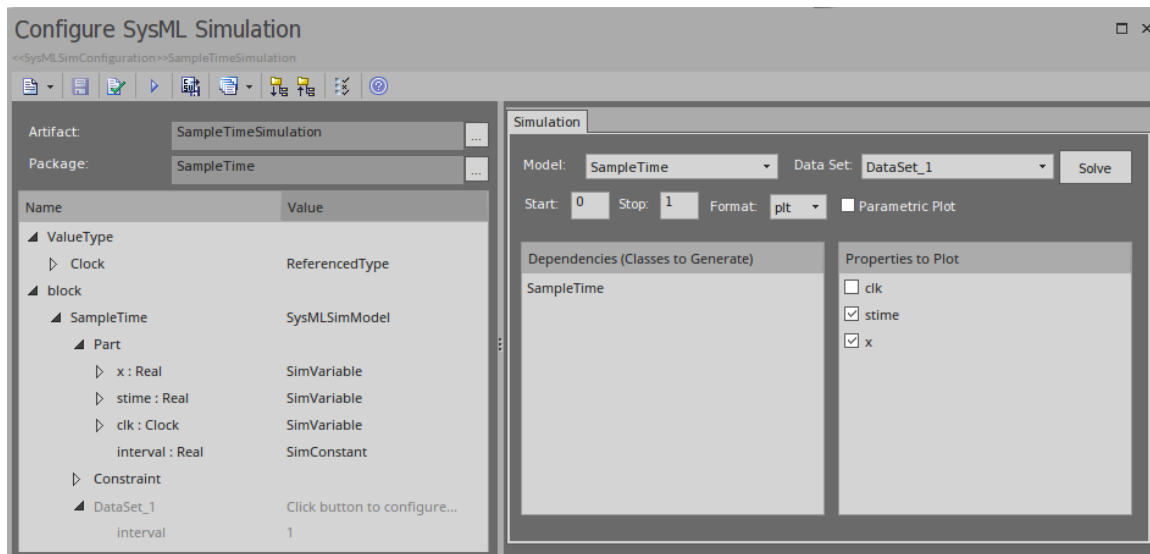 Configure SysML Simulation
<<SysMLSimConfiguration>>SampleTimeSimulation
Artifact: SampleTimeSimulation ...
Package: SampleTime ...
Name Value
ValueType
Clock ReferencedType
block
SampleTime SysMLSimModel
Part
x : Real SimVariable
stime : Real SimVariable
clk : Clock SimVariable
interval : Real SimConstant
Constraint
DataSet_1 Click button to configure...
interval 1
Simulation
Model: SampleTime Data Set: DataSet_1 Solve
Start: 0 Stop: 1 Format: plt Parametric Plot
Dependencies (Classes to Generate)
SampleTime
Properties to Plot
clk
stime
x